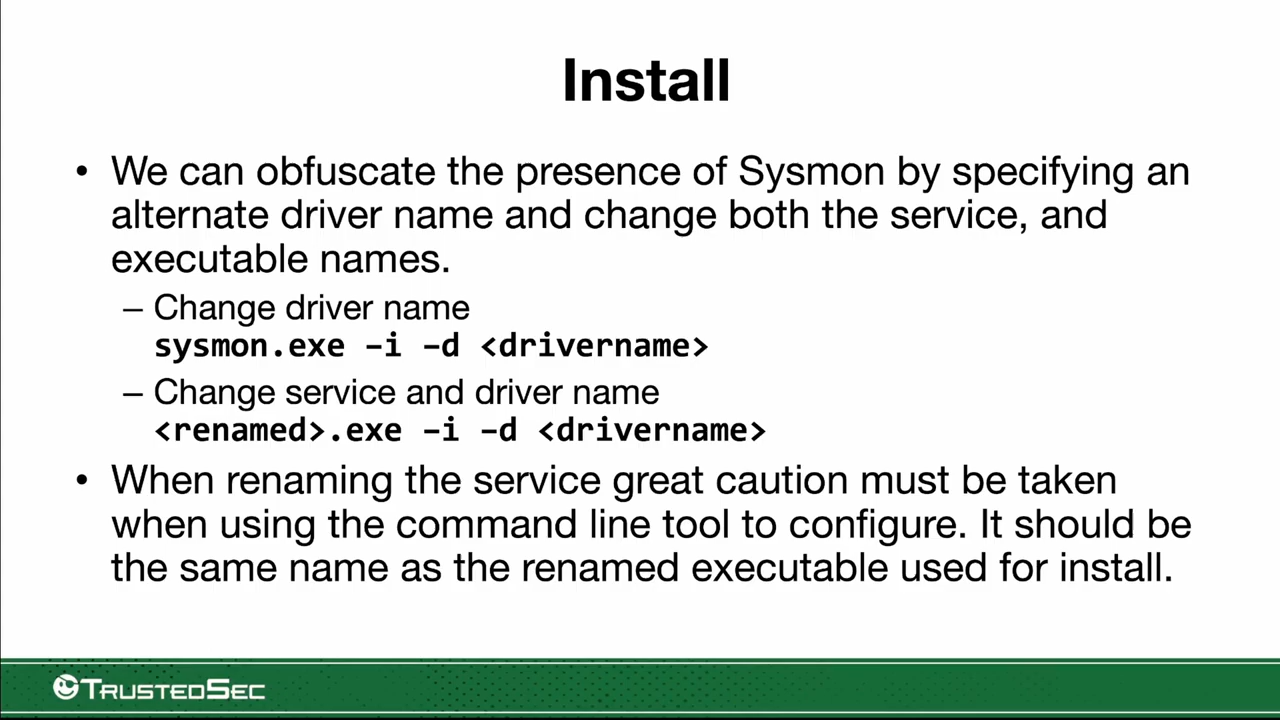 Install
• We can obfuscate the presence of Sysmon by specifying an
alternate driver name and change both the service, and
executable names.
– Change driver name
sysmon.exe –i –d <drivername>
– Change service and driver name
<renamed>.exe –i –d <drivername>
• When renaming the service great caution must be taken
when using the command line tool to configure. It should be
the same name as the renamed executable used for install.
TRUSTEDSEC